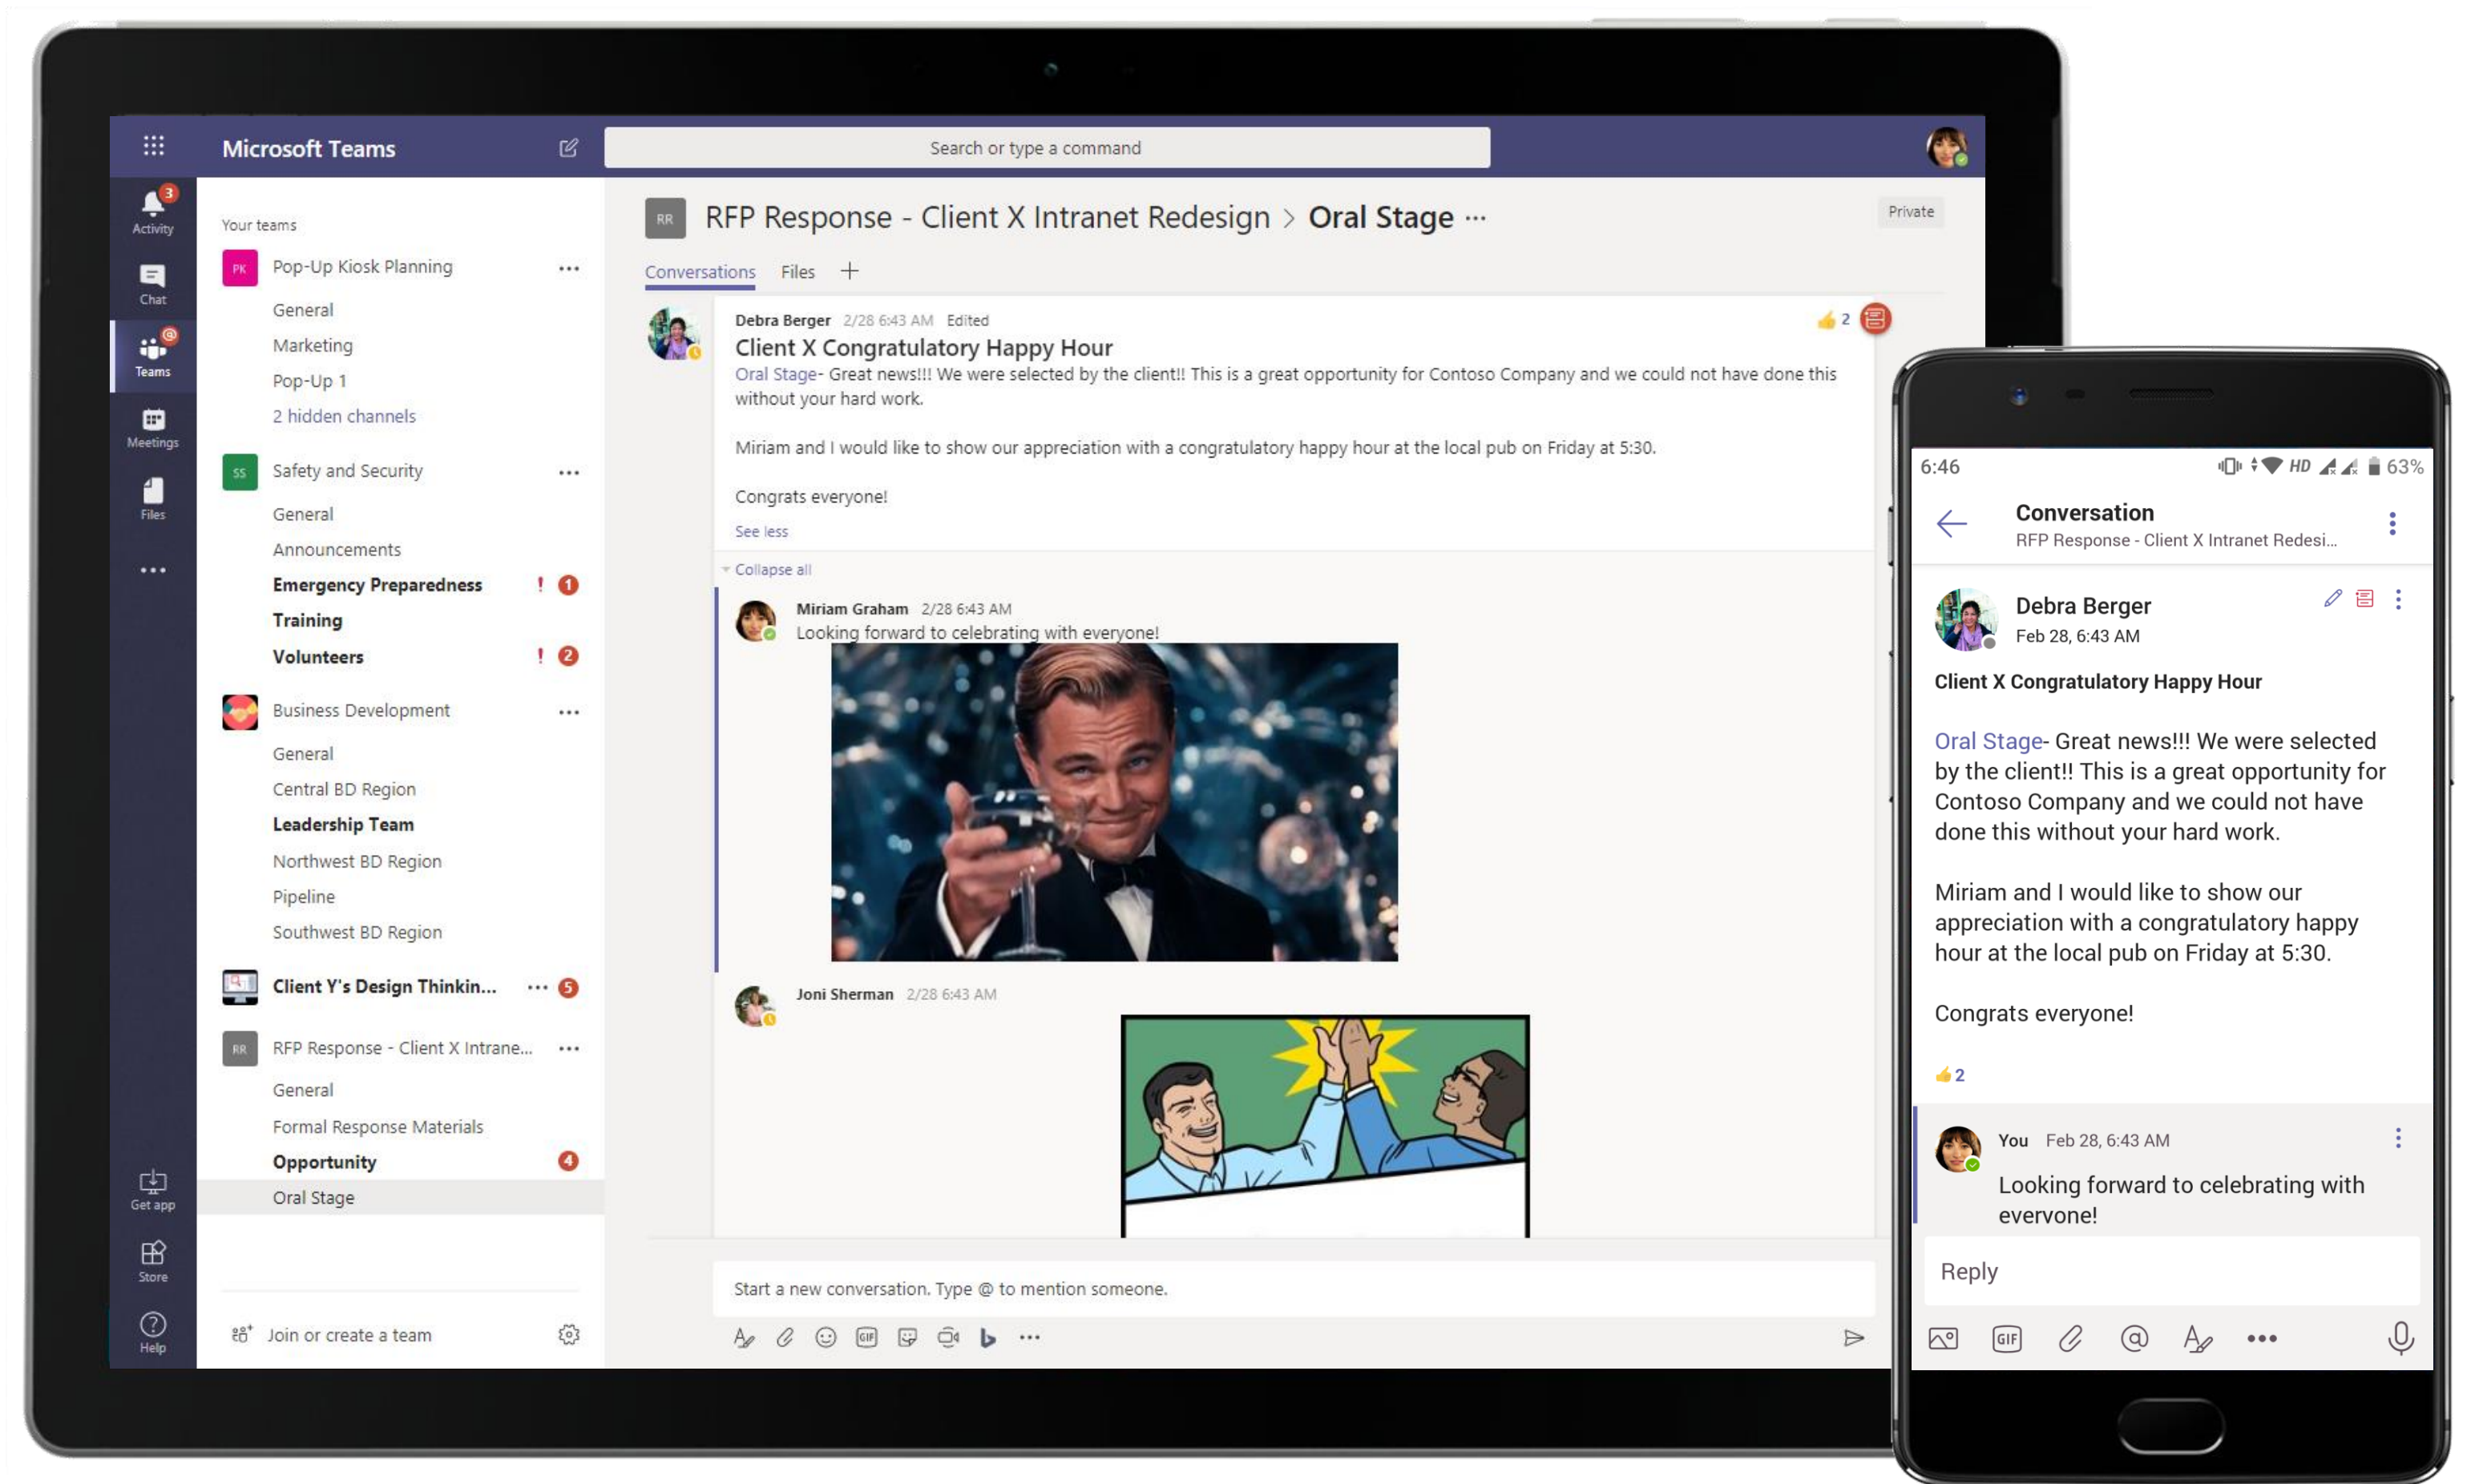 Microsoft Teams
Search or type a command
3
Activity
Chat
@
Teams
Meetings
Files
Get app
Store
Help
Your teams
PK Pop-Up Kiosk Planning
General
Marketing
Pop-Up 1
2 hidden channels
SS Safety and Security
General
Announcements
Emergency Preparedness ! 1
Training
Volunteers ! 2
Business Development
General
Central BD Region
Leadership Team
Northwest BD Region
Pipeline
Southwest BD Region
Client Y's Design Thinkin... ... 5
RR RFP Response - Client X Intrane... ...
General
Formal Response Materials
Opportunity 4
Oral Stage
Join or create a team
RR RFP Response - Client X Intranet Redesign > Oral Stage ...
Private
Conversations Files +
Debra Berger 2/28 6:43 AM Edited 2
Client X Congratulatory Happy Hour
Oral Stage- Great news!!! We were selected by the client!! This is a great opportunity for Contoso Company and we could not have done this
without your hard work.
Miriam and I would like to show our appreciation with a congratulatory happy hour at the local pub on Friday at 5:30.
Congrats everyone!
See less
Collapse all
Miriam Graham 2/28 6:43 AM
Looking forward to celebrating with everyone!
Joni Sherman 2/28 6:43 AM
Start a new conversation. Type @ to mention someone.
GIF
6:46 HD 63%
Conversation
RFP Response - Client X Intranet Redesi...
Debra Berger
Feb 28, 6:43 AM
Client X Congratulatory Happy Hour
Oral Stage- Great news!!! We were selected
by the client!! This is a great opportunity for
Contoso Company and we could not have
done this without your hard work.
Miriam and I would like to show our
appreciation with a congratulatory happy
hour at the local pub on Friday at 5:30.
Congrats everyone!
2
You Feb 28, 6:43 AM
Looking forward to celebrating with
everyone!
Reply
GIF @